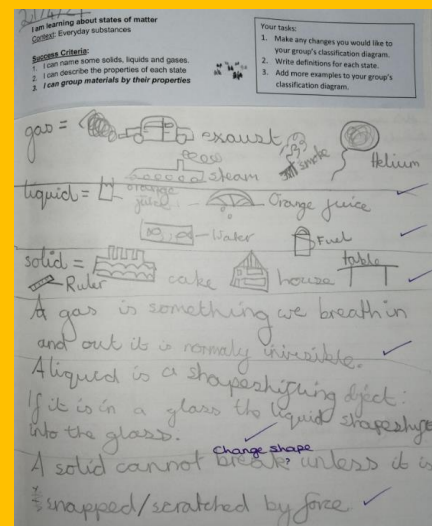 I am learning about states of matter
Context: Everyday substances
Success Criteria:
1. I can name some solids, liquids and gases.
2. I can describe the properties of each state
3. I can group materials by their properties
Your tasks:
1. Make any changes you would like to
your group's classification diagram.
2. Write definitions for each state.
3. Add more examples to your group's
classification diagram.
gas = exhaust
smoke
Helium
steam
liquid = orange
juice
Orange juice
Water
Fuel
solid =
Ruler
cake
house
table
A gas is something we breath in
and out it is normaly invisible.
A liquid is a shapeshifting object:
If it is in a glass the liquid shapeshifts
into the glass.
change shape
A solid cannot break? unless it is
snapped/scratched by force